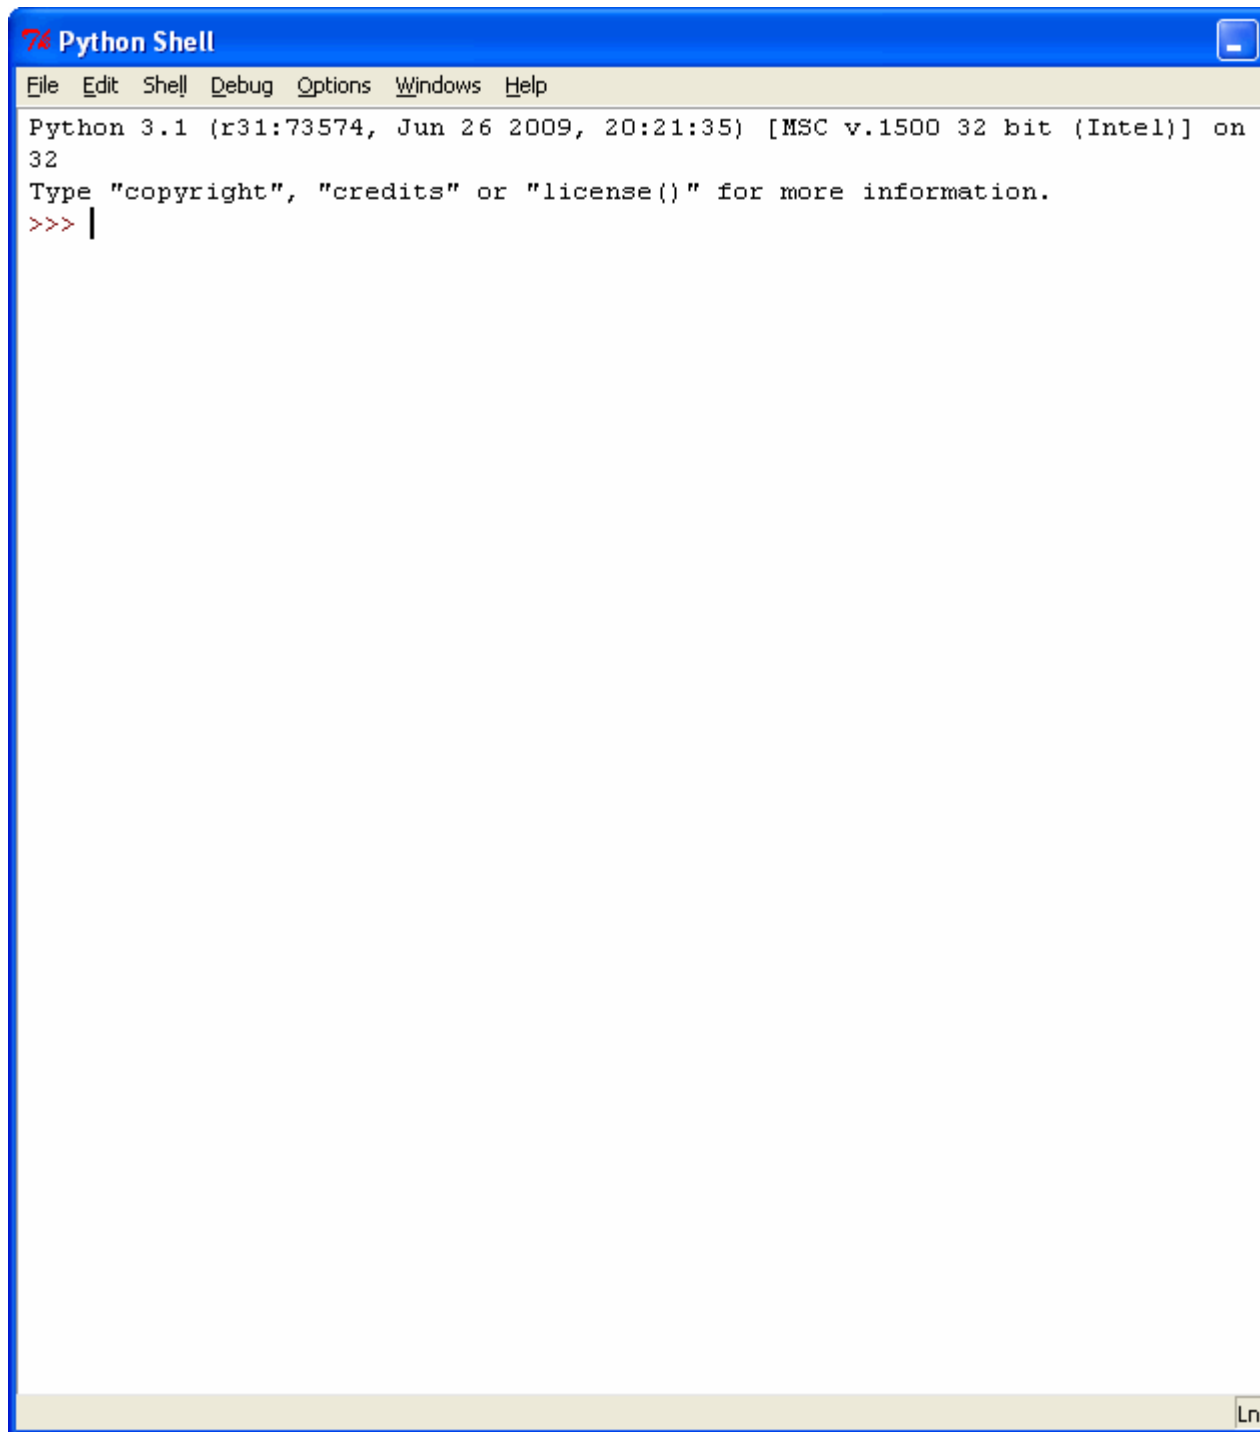 7% Python Shell
File Edit Shell Debug Options Windows Help
Python 3.1 (r31:73574, Jun 26 2009, 20:21:35) [MSC v.1500 32 bit (Intel)] on
32
Type "copyright", "credits" or "license()" for more information.
>>>
Ln